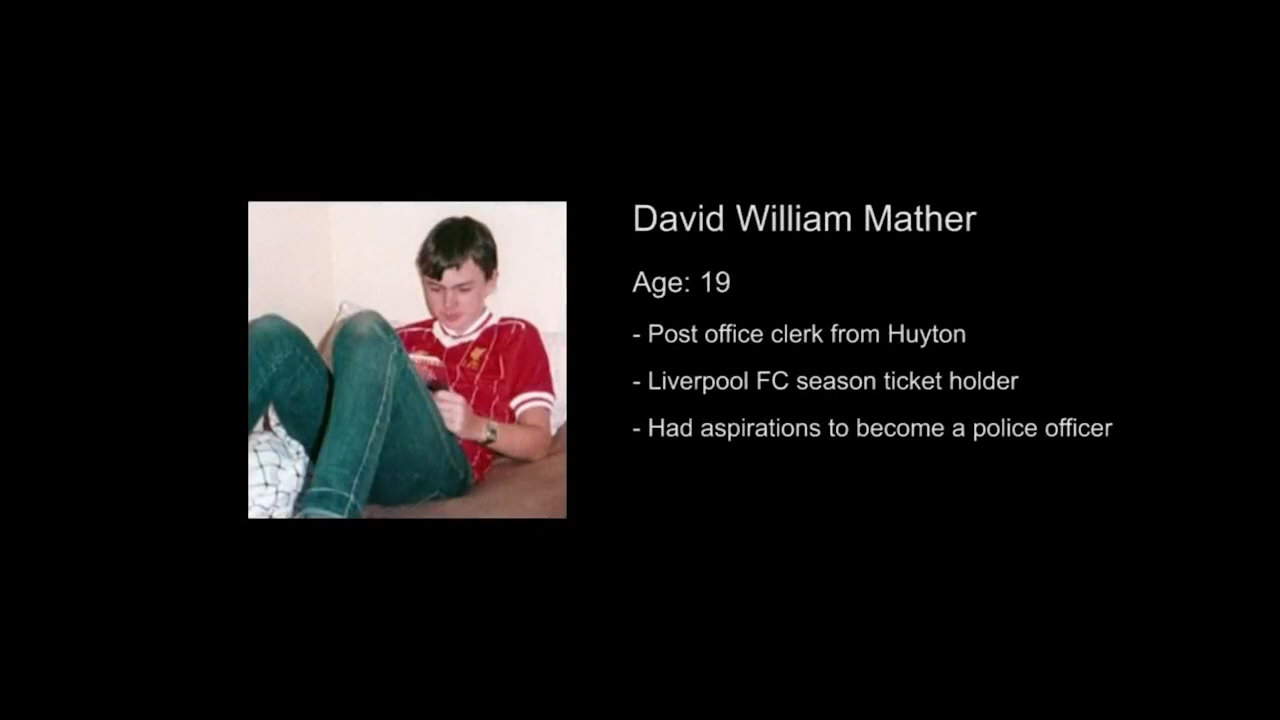 David William Mather
Age: 19
- Post office clerk from Huyton
- Liverpool FC season ticket holder
- Had aspirations to become a police officer